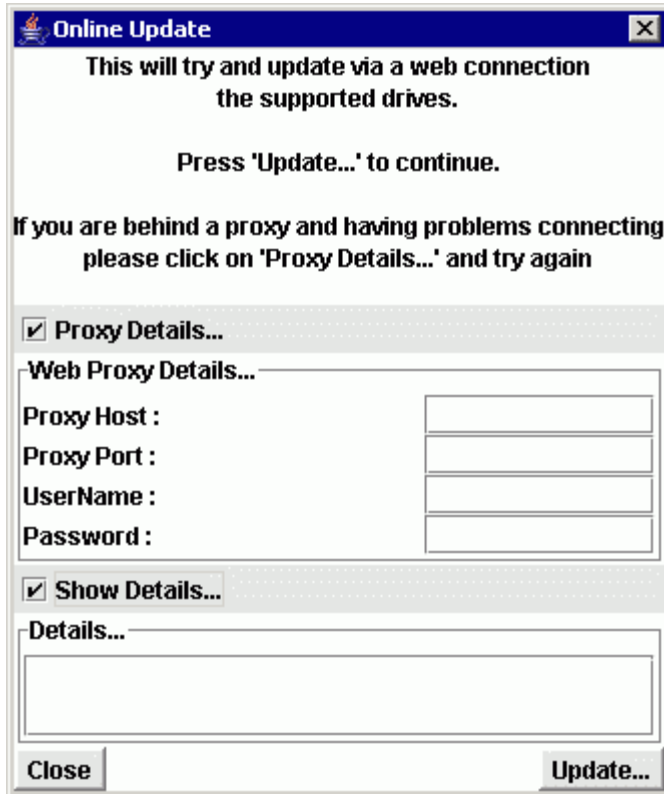 Online Update
This will try and update via a web connection
the supported drives.
Press 'Update...' to continue.
If you are behind a proxy and having problems connecting
please click on 'Proxy Details...' and try again
Proxy Details...
Web Proxy Details...
Proxy Host :
Proxy Port :
UserName :
Password :
Show Details...
Details...
Close
Update...